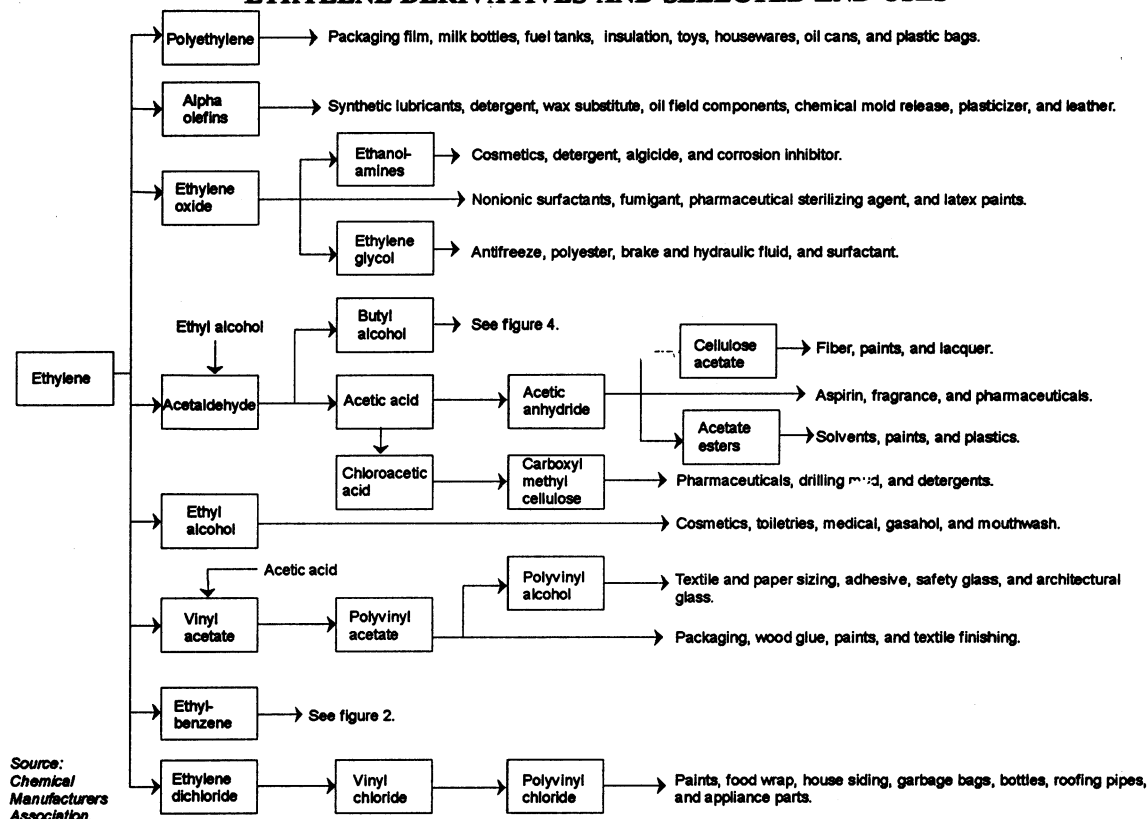 ETHYLENE DERIVATIVES AND SELECTED END USES
Polyethylene
Packaging film, milk bottles, fuel tanks, insulation, toys, housewares, oil cans, and plastic bags.
Alpha
olefins
Synthetic lubricants, detergent, wax substitute, oil field components, chemical mold release, plasticizer, and leather.
Ethanol-
amines
Cosmetics, detergent, algicide, and corrosion inhibitor.
Ethylene
oxide
Nonionic surfactants, fumigant, pharmaceutical sterilizing agent, and latex paints.
Ethylene
glycol
Antifreeze, polyester, brake and hydraulic fluid, and surfactant.
Ethyl alcohol
Butyl
alcohol
See figure 4.
Ethylene
Acetaldehyde
Acetic acid
Acetic
anhydride
Cellulose
acetate
Fiber, paints, and lacquer.
Aspirin, fragrance, and pharmaceuticals.
Acetate
esters
Solvents, paints, and plastics.
Chloroacetic
acid
Carboxyl
methyl
cellulose
Pharmaceuticals, drilling and detergents.
Ethyl
alcohol
Cosmetics, toiletries, medical, gasahol, and mouthwash.
Acetic acid
Vinyl
acetate
Polyvinyl
acetate
Polyvinyl
alcohol
Textile and paper sizing, adhesive, safety glass, and architectural
glass.
Packaging, wood glue, paints, and textile finishing.
Ethyl-
benzene
See figure 2.
Ethylene
dichloride
Vinyl
chloride
Polyvinyl
chloride
Paints, food wrap, house siding, garbage bags, bottles, roofing pipes,
and appliance parts.
Source:
Chemical
Manufacturers
Association